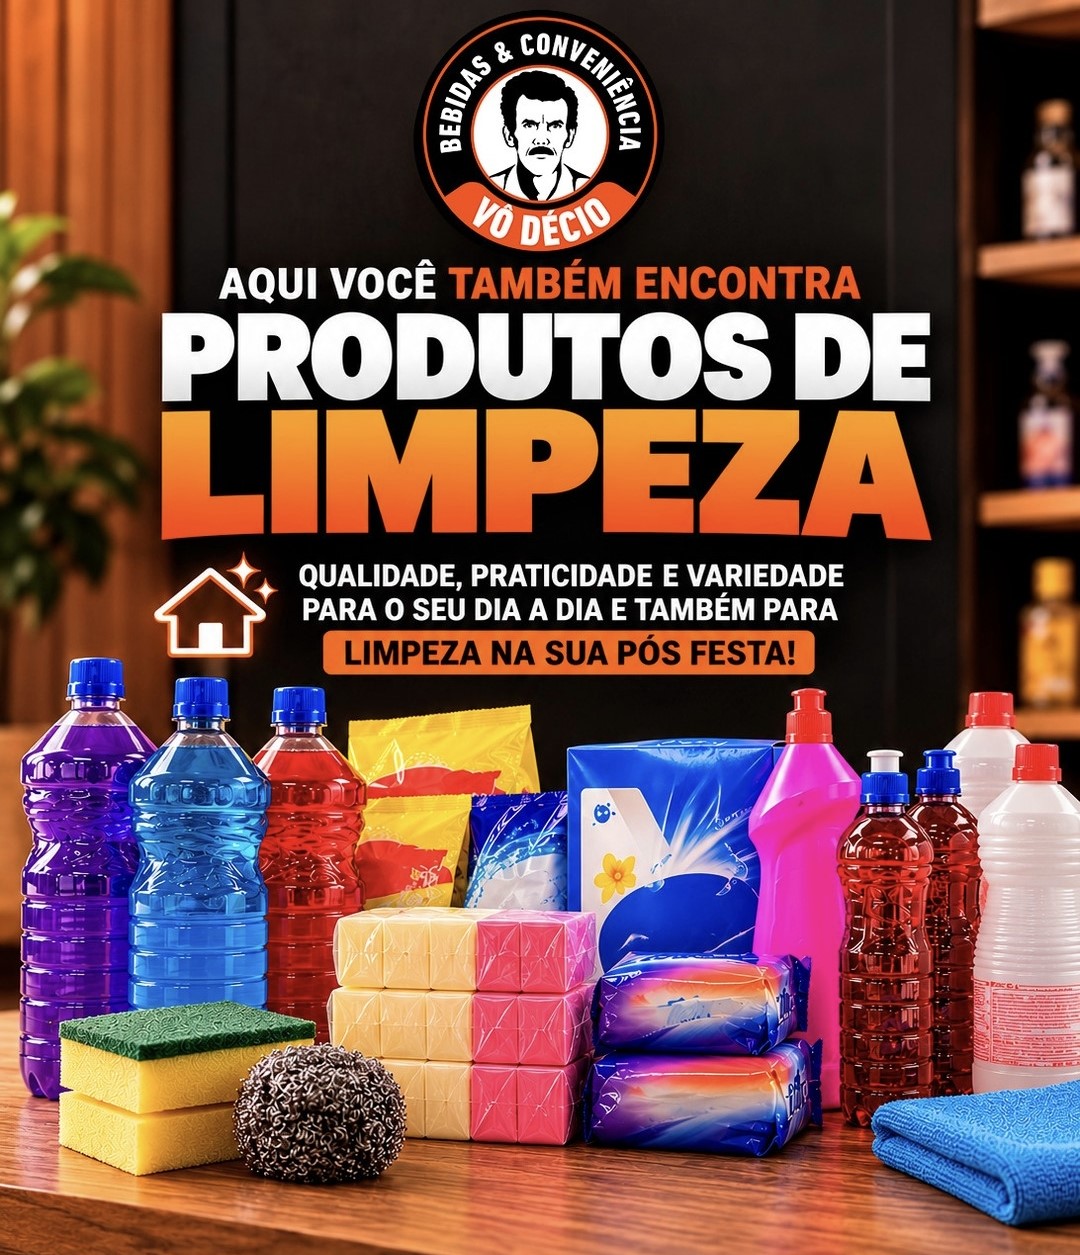 BEBIDAS & CONVENIÊNCIA
VÔ DÉCIO
AQUI VOCÊ TAMBÉM ENCONTRA
PRODUTOS DE
LIMPEZA
QUALIDADE, PRATICIDADE E VARIEDADE
PARA O SEU DIA A DIA E TAMBÉM PARA
LIMPEZA NA SUA PÓS FESTA!